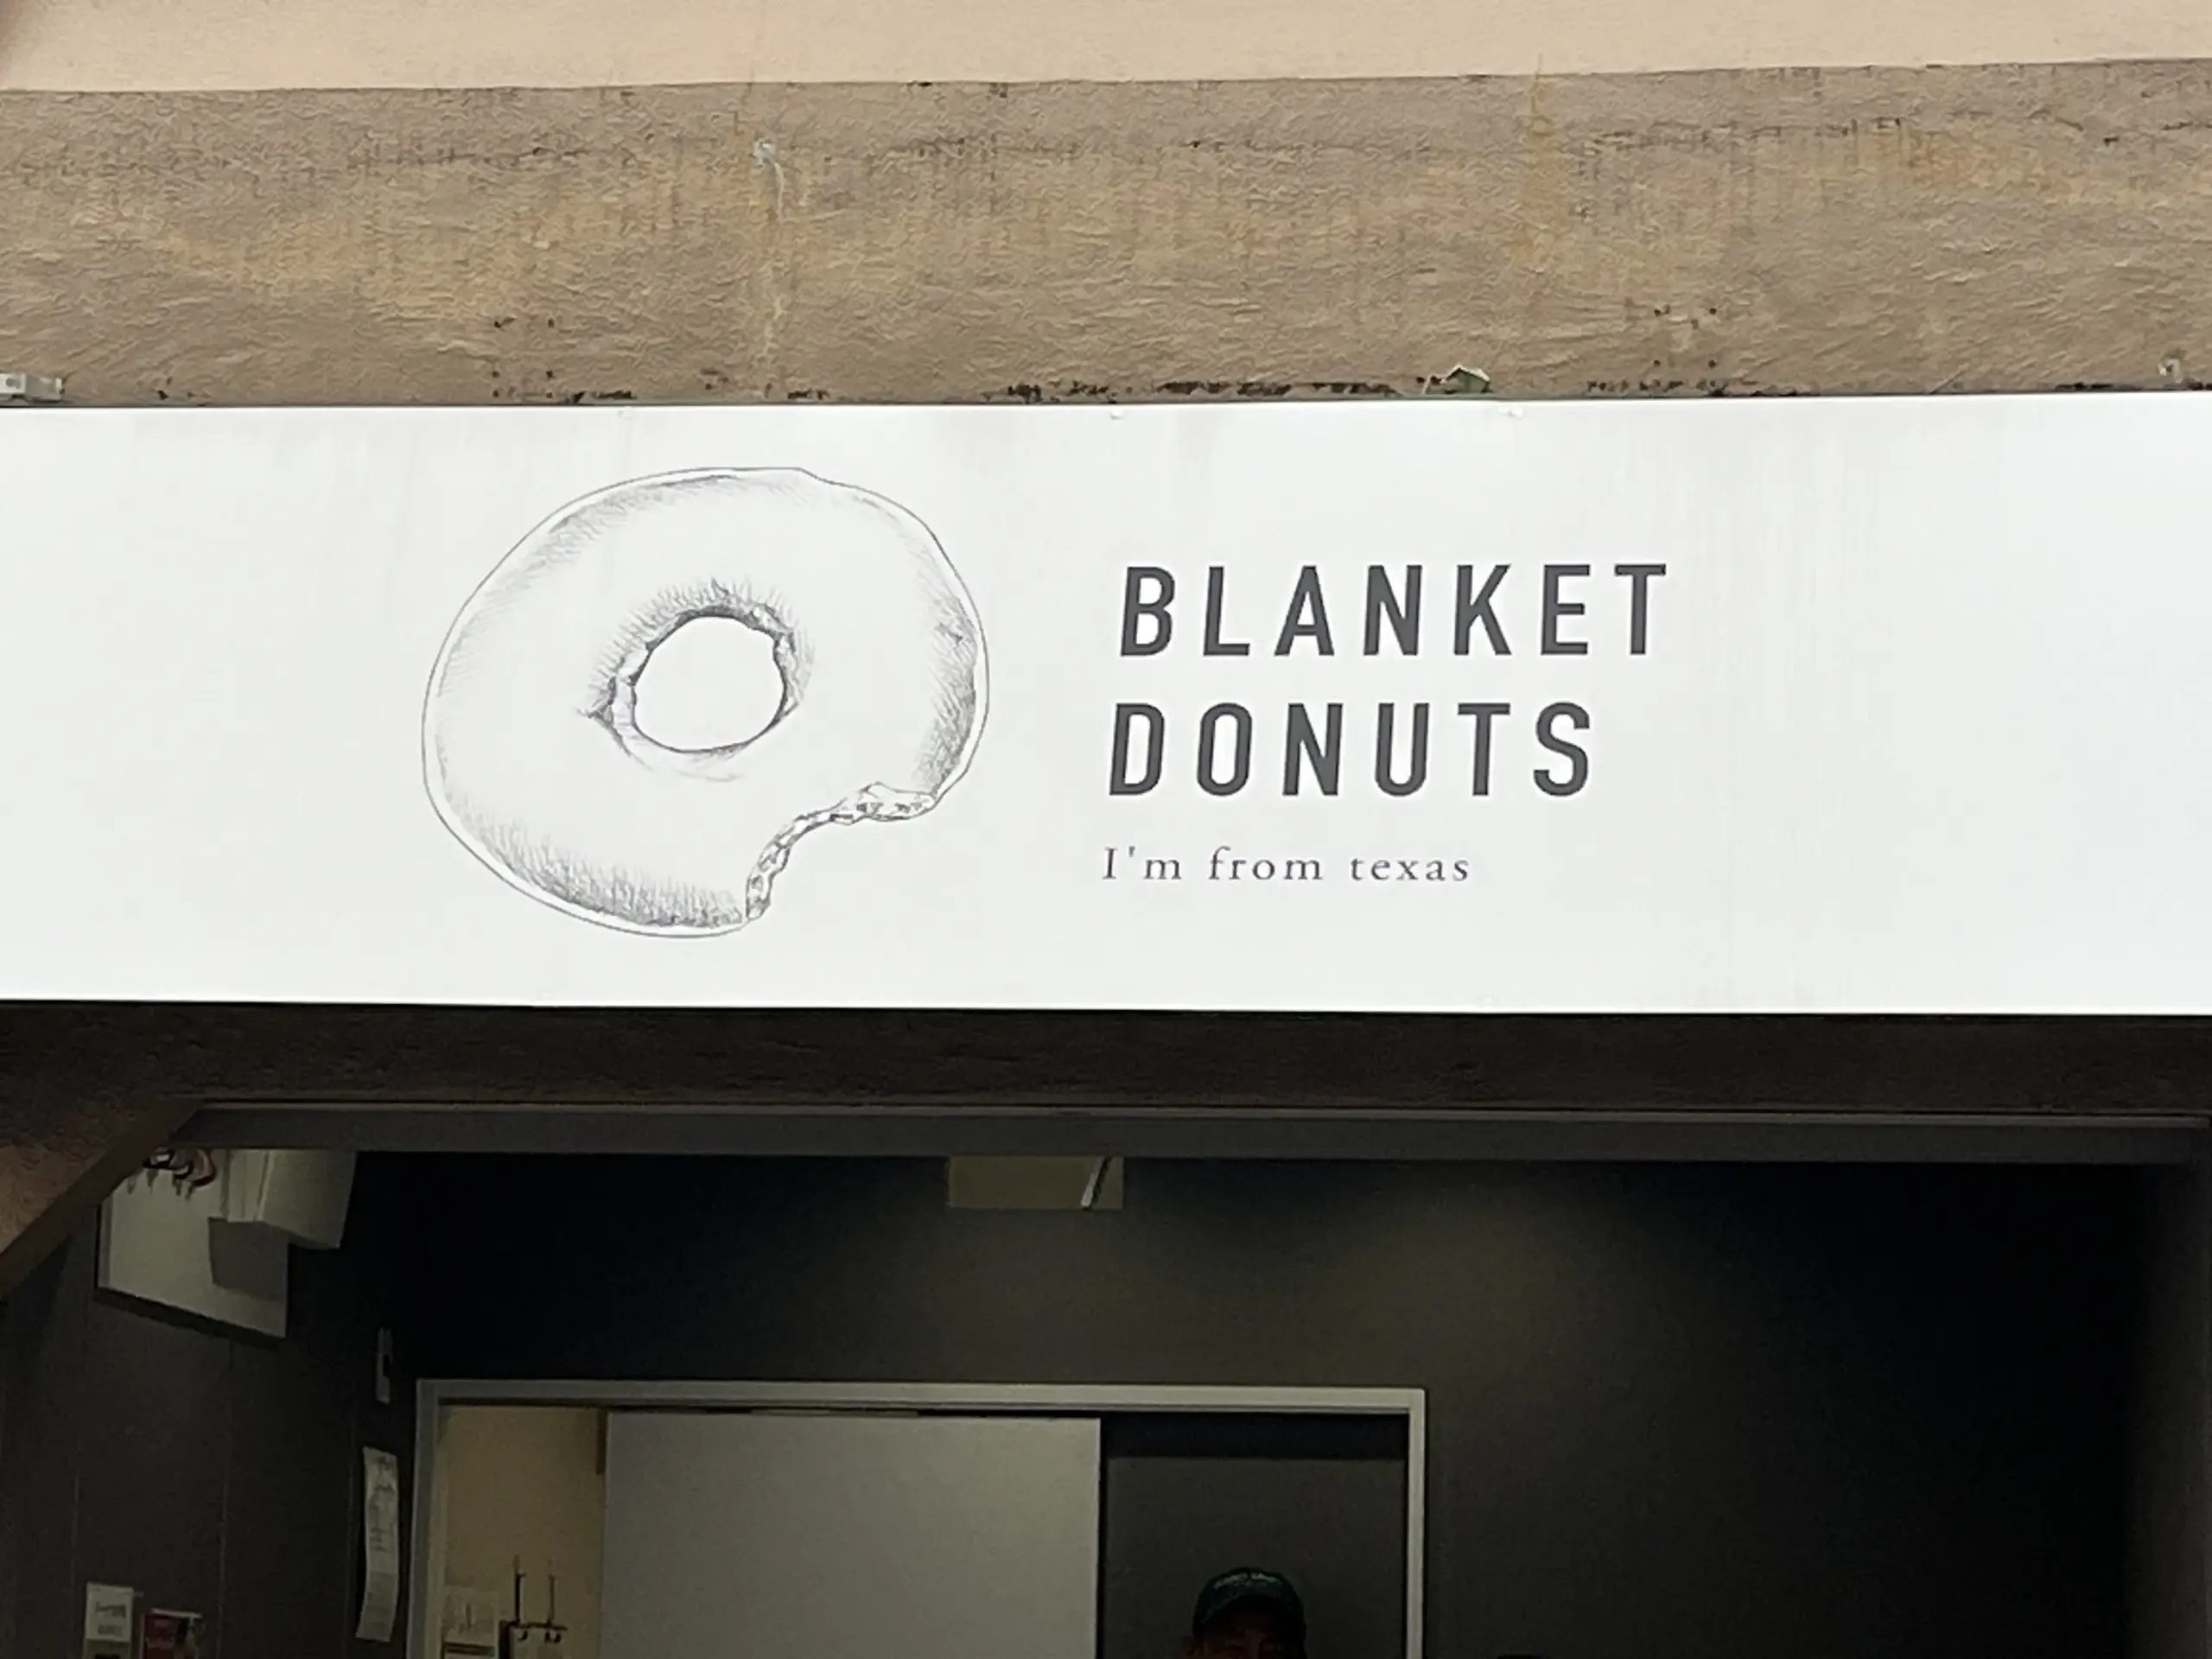 BLANKET
DONUTS
I'm from texas